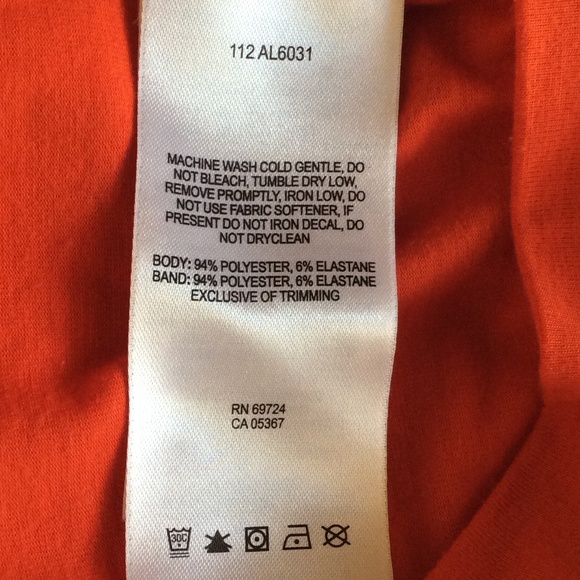 112 AL6031
MACHINE WASH COLD GENTLE, DO
NOT BLEACH, TUMBLE DRY LOW,
REMOVE PROMPTLY, IRON LOW, DO
NOT USE FABRIC SOFTENER, IF
PRESENT DO NOT IRON DECAL, DO
NOT DRYCLEAN
BODY: 94% POLYESTER, 6% ELASTANE
BAND: 94% POLYESTER, 6% ELASTANE
EXCLUSIVE OF TRIMMING
RN 69724
CA 05367
30C